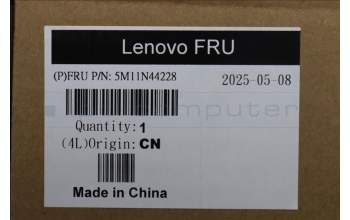 Lenovo FRU
(P)FRU P/N: 5M11N44228
2025-05-08
Quantity: 1
(4L)Origin: CN
Made in China